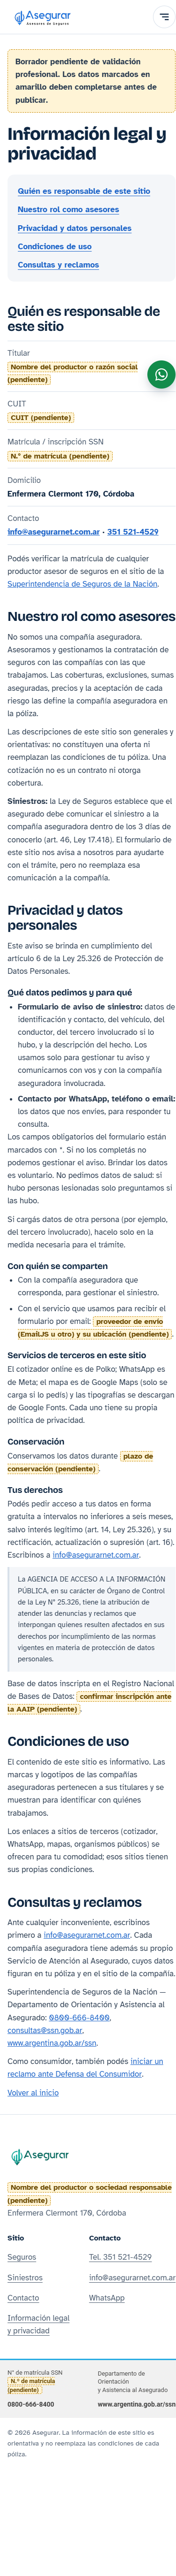 Asegurar
Asesores de Seguros
Borrador pendiente de validación
profesional. Los datos marcados en
amarillo deben completarse antes de
publicar.
Información legal y
privacidad
Quién es responsable de este sitio
Nuestro rol como asesores
Privacidad y datos personales
Condiciones de uso
Consultas y reclamos
Quién es responsable de
este sitio
Titular
Nombre del productor o razón social
(pendiente)
CUIT
CUIT (pendiente)
Matrícula / inscripción SSN
N.º de matrícula (pendiente)
Domicilio
Enfermera Clermont 170, Córdoba
Contacto
info@asegurarnet.com.ar · 351 521-4529
Podés verificar la matrícula de cualquier
productor asesor de seguros en el sitio de la
Superintendencia de Seguros de la Nación.
Nuestro rol como asesores
No somos una compañía aseguradora.
Asesoramos y gestionamos la contratación de
seguros con las compañías con las que
trabajamos. Las coberturas, exclusiones, sumas
aseguradas, precios y la aceptación de cada
riesgo las define la compañía aseguradora en
la póliza.
Las descripciones de este sitio son generales y
orientativas: no constituyen una oferta ni
reemplazan las condiciones de tu póliza. Una
cotización no es un contrato ni otorga
cobertura.
Siniestros: la Ley de Seguros establece que el
asegurado debe comunicar el siniestro a la
compañía aseguradora dentro de los 3 días de
conocerlo (art. 46, Ley 17.418). El formulario de
este sitio nos avisa a nosotros para ayudarte
con el trámite, pero no reemplaza esa
comunicación a la compañía.
Privacidad y datos
personales
Este aviso se brinda en cumplimiento del
artículo 6 de la Ley 25.326 de Protección de
Datos Personales.
Qué datos pedimos y para qué
• Formulario de aviso de siniestro: datos de
identificación y contacto, del vehículo, del
conductor, del tercero involucrado si lo
hubo, y la descripción del hecho. Los
usamos solo para gestionar tu aviso y
comunicarnos con vos y con la compañía
aseguradora involucrada.
• Contacto por WhatsApp, teléfono o email:
los datos que nos envíes, para responder tu
consulta.
Los campos obligatorios del formulario están
marcados con *. Si no los completás no
podemos gestionar el aviso. Brindar los datos
es voluntario. No pedimos datos de salud: si
hubo personas lesionadas solo preguntamos si
las hubo.
Si cargás datos de otra persona (por ejemplo,
del tercero involucrado), hacelo solo en la
medida necesaria para el trámite.
Con quién se comparten
• Con la compañía aseguradora que
corresponda, para gestionar el siniestro.
• Con el servicio que usamos para recibir el
formulario por email: proveedor de envío
(EmailJS u otro) y su ubicación (pendiente).
Servicios de terceros en este sitio
El cotizador online es de Polko; WhatsApp es
de Meta; el mapa es de Google Maps (solo se
carga si lo pedís) y las tipografías se descargan
de Google Fonts. Cada uno tiene su propia
política de privacidad.
Conservación
Conservamos los datos durante plazo de
conservación (pendiente).
Tus derechos
Podés pedir acceso a tus datos en forma
gratuita a intervalos no inferiores a seis meses,
salvo interés legítimo (art. 14, Ley 25.326), y su
rectificación, actualización o supresión (art. 16).
Escribinos a info@asegurarnet.com.ar.
La AGENCIA DE ACCESO A LA INFORMACIÓN
PÚBLICA, en su carácter de Órgano de Control
de la Ley N° 25.326, tiene la atribución de
atender las denuncias y reclamos que
interpongan quienes resulten afectados en sus
derechos por incumplimiento de las normas
vigentes en materia de protección de datos
personales.
Base de datos inscripta en el Registro Nacional
de Bases de Datos: confirmar inscripción ante
la AAIP (pendiente).
Condiciones de uso
El contenido de este sitio es informativo. Las
marcas y logotipos de las compañías
aseguradoras pertenecen a sus titulares y se
muestran para identificar con quiénes
trabajamos.
Los enlaces a sitios de terceros (cotizador,
WhatsApp, mapas, organismos públicos) se
ofrecen para tu comodidad; esos sitios tienen
sus propias condiciones.
Consultas y reclamos
Ante cualquier inconveniente, escribinos
primero a info@asegurarnet.com.ar. Cada
compañía aseguradora tiene además su propio
Servicio de Atención al Asegurado, cuyos datos
figuran en tu póliza y en el sitio de la compañía.
Superintendencia de Seguros de la Nación —
Departamento de Orientación y Asistencia al
Asegurado: 0800-666-8400,
consultas@ssn.gob.ar,
www.argentina.gob.ar/ssn.
Como consumidor, también podés iniciar un
reclamo ante Defensa del Consumidor.
Volver al inicio
Asegurar
Nombre del productor o sociedad responsable
(pendiente)
Enfermera Clermont 170, Córdoba
Sitio
Seguros
Siniestros
Contacto
Información legal
y privacidad
Contacto
Tel. 351 521-4529
info@asegurarnet.com.ar
WhatsApp
N° de matrícula SSN
N.º de matrícula
(pendiente)
Departamento de
Orientación
y Asistencia al Asegurado
0800-666-8400
www.argentina.gob.ar/ssn
© 2026 Asegurar. La información de este sitio es
orientativa y no reemplaza las condiciones de cada
póliza.